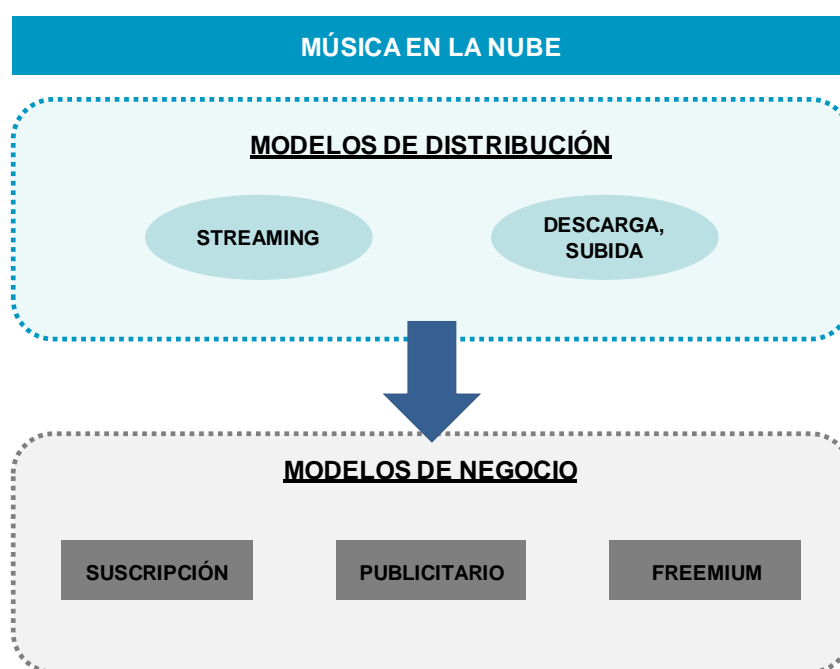 MÚSICA EN LA NUBE
MODELOS DE DISTRIBUCIÓN
STREAMING
DESCARGA,
SUBIDA
MODELOS DE NEGOCIO
SUSCRIPCIÓN
PUBLICITARIO
FREEMIUM